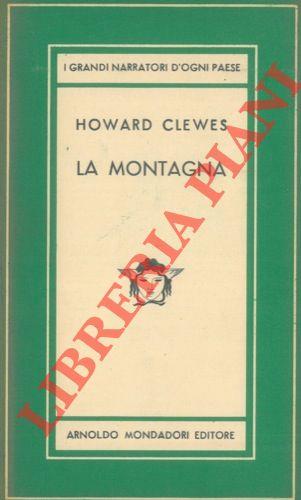 I GRANDI NARRATORI D'OGNI PAESE
HOWARD CLEWES
LA MONTAGNA
ARNOLDO MONDADORI EDITORE
LIBRERIA PIANI